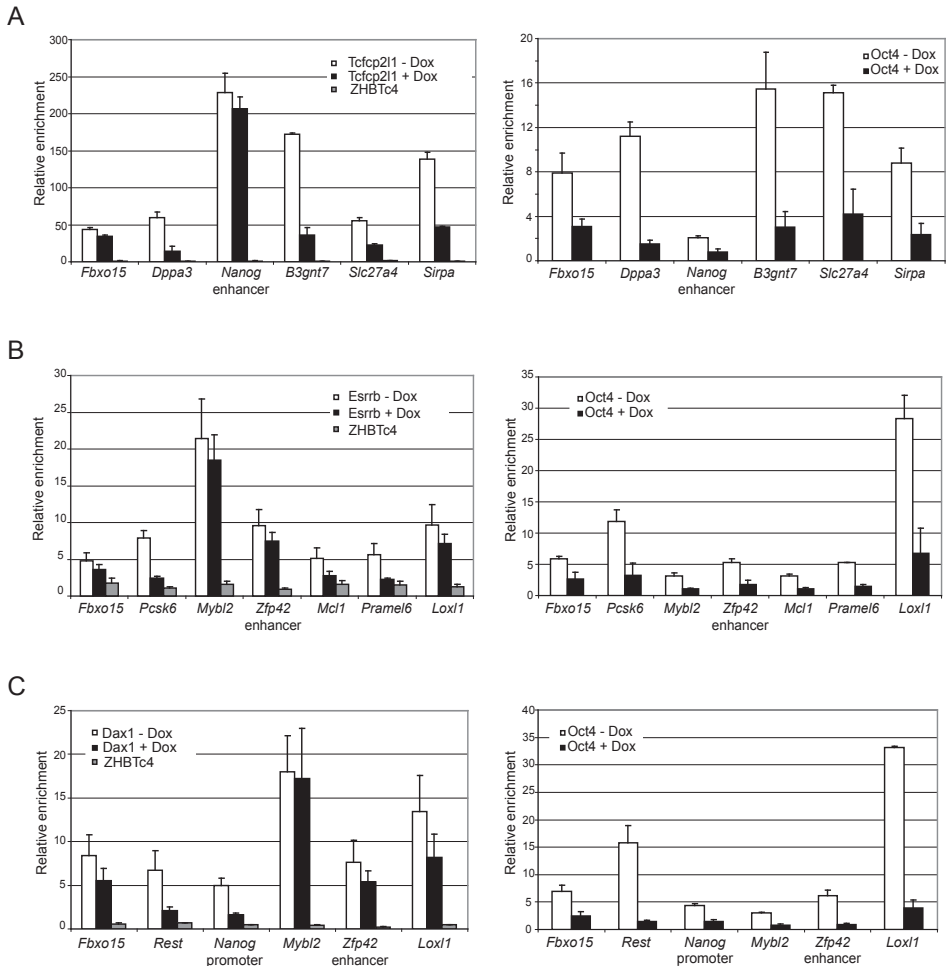 A
Relative enrichment
300
250
200
150
100
50
0
Tcfcp2l1 - Dox
Tcfcp2l1 + Dox
ZHBTc4
Fbxo15 Dppa3 Nanog B3gnt7 Slc27a4 Sirpa
enhancer
Relative enrichment
20
16
12
8
4
0
Oct4 - Dox
Oct4 + Dox
Fbxo15 Dppa3 Nanog B3gnt7 Slc27a4 Sirpa
enhancer
B
Relative enrichment
30
25
20
15
10
5
0
Esrrb - Dox
Esrrb + Dox
ZHBTc4
Fbxo15 Pcsk6 Mybl2 Zfp42 Mcl1 Pramel6 Loxl1
enhancer
Relative enrichment
35
30
25
20
15
10
5
0
Oct4 - Dox
Oct4 + Dox
Fbxo15 Pcsk6 Mybl2 Zfp42 Mcl1 Pramel6 Loxl1
enhancer
C
Relative enrichment
25
20
15
10
5
0
Dax1 - Dox
Dax1 + Dox
ZHBTc4
Fbxo15 Rest Nanog Mybl2 Zfp42 Loxl1
promoter enhancer
Relative enrichment
40
35
30
25
20
15
10
5
0
Oct4 - Dox
Oct4 + Dox
Fbxo15 Rest Nanog Mybl2 Zfp42 Loxl1
promoter enhancer